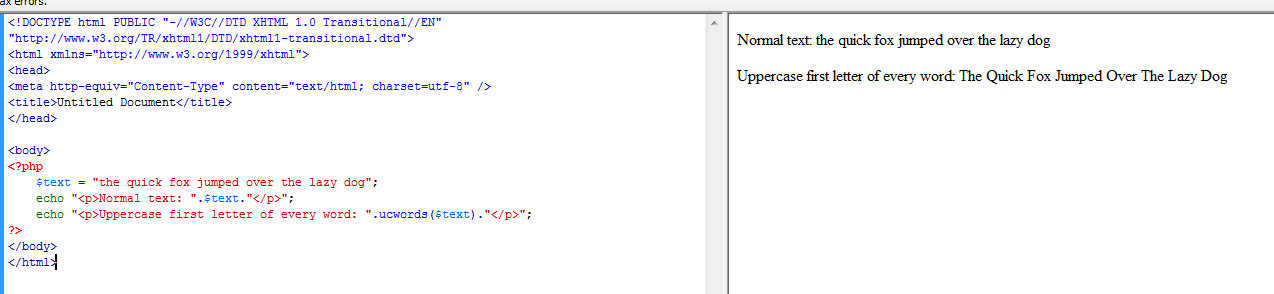 ax errors.
<!DOCTYPE html PUBLIC "-//W3C//DTD XHTML 1.0 Transitional//EN"
"http://www.w3.org/TR/xhtml1/DTD/xhtml1-transitional.dtd">
<html xmlns="http://www.w3.org/1999/xhtml">
<head>
<meta http-equiv="Content-Type" content="text/html; charset=utf-8" />
<title>Untitled Document</title>
</head>
<body>
<?php
$text = "the quick fox jumped over the lazy dog";
echo "<p>Normal text: ".$text."</p>";
echo "<p>Uppercase first letter of every word: ".ucwords($text)."</p>";
?>
</body>
</html>
Normal text: the quick fox jumped over the lazy dog
Uppercase first letter of every word: The Quick Fox Jumped Over The Lazy Dog